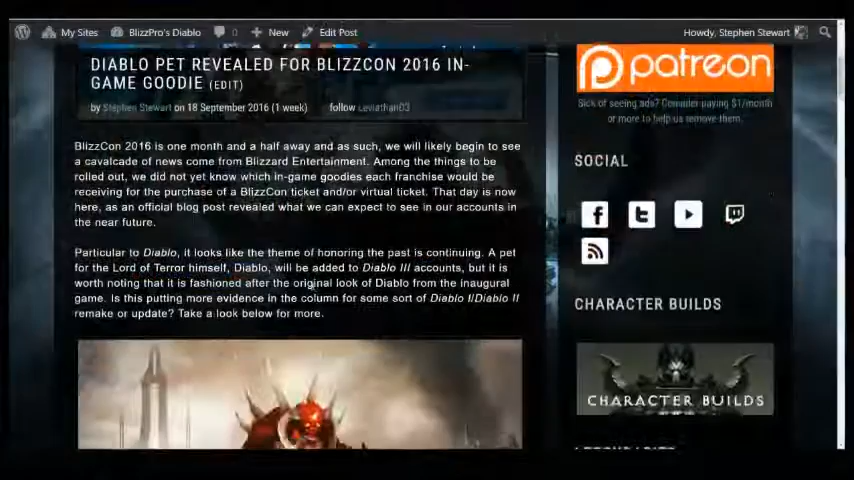 My Sites
BlizzPro's Diablo
0
New
Edit Post
Howdy, Stephen Stewart
DIABLO PET REVEALED FOR BLIZZCON 2016 IN-
GAME GOODIE (EDIT)
by Stephen Stewart on 18 September 2016 (1 week) follow Leviathan03
BlizzCon 2016 is one month and a half away and as such, we will likely begin to see
a cavalcade of news come from Blizzard Entertainment. Among the things to be
rolled out, we did not yet know which in-game goodies each franchise would be
receiving for the purchase of a BlizzCon ticket and/or virtual ticket. That day is now
here, as an official blog post revealed what we can expect to see in our accounts in
the near future.
Particular to Diablo, it looks like the theme of honoring the past is continuing. A pet
for the Lord of Terror himself, Diablo, will be added to Diablo III accounts, but it is
worth noting that it is fashioned after the original look of Diablo from the inaugural
game. Is this putting more evidence in the column for some sort of Diablo I/Diablo II
remake or update? Take a look below for more.
patreon
Sick of seeing ads? Consider paying $1/month
or more to help us remove them.
SOCIAL
CHARACTER BUILDS
CHARACTER BUILDS